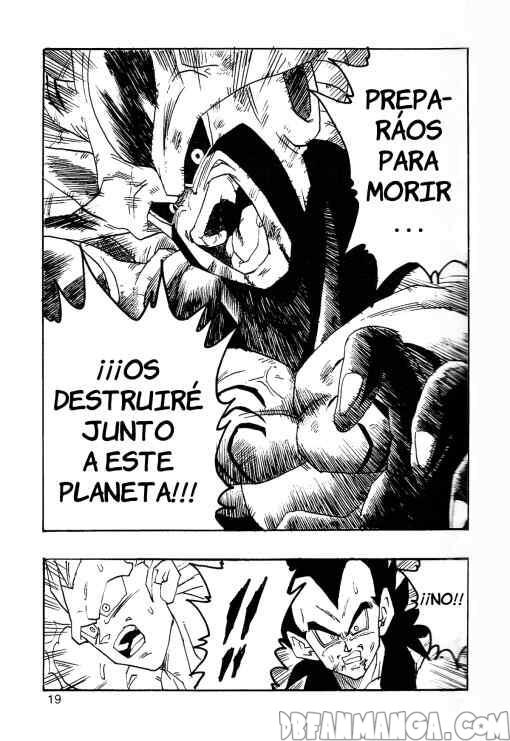 PREPA-
RÁOS
PARA
MORIR
...
¡¡¡OS
DESTRUIRÉ
JUNTO
A ESTE
PLANETA!!!
!!
¡¡NO!!
19
DBFANMANGA.COM